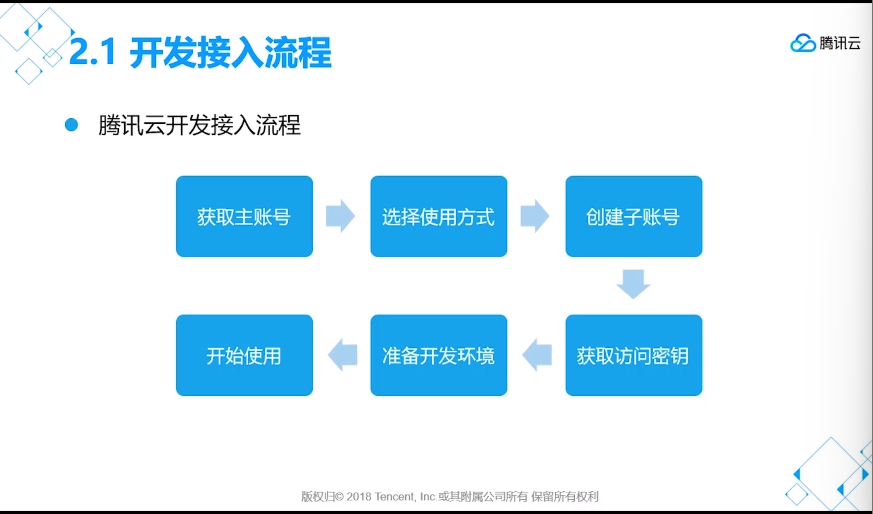 2.1 开发接入流程
腾讯云
腾讯云开发接入流程
获取主账号
选择使用方式
创建子账号
开始使用
准备开发环境
获取访问密钥
版权归© 2018 Tencent, Inc.或其附属公司所有 保留所有权利